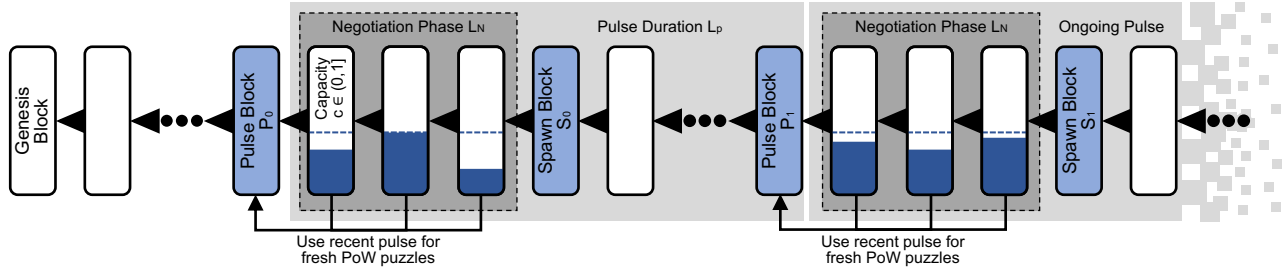 Negotiation Phase LN
Pulse Duration Lp
Negotiation Phase LN
Ongoing Pulse
Genesis
Block
Pulse Block
P0
Capacity
c ∈ (0,1]
Spawn Block
S0
Pulse Block
P1
Spawn Block
S1
Use recent pulse for
fresh PoW puzzles
Use recent pulse for
fresh PoW puzzles